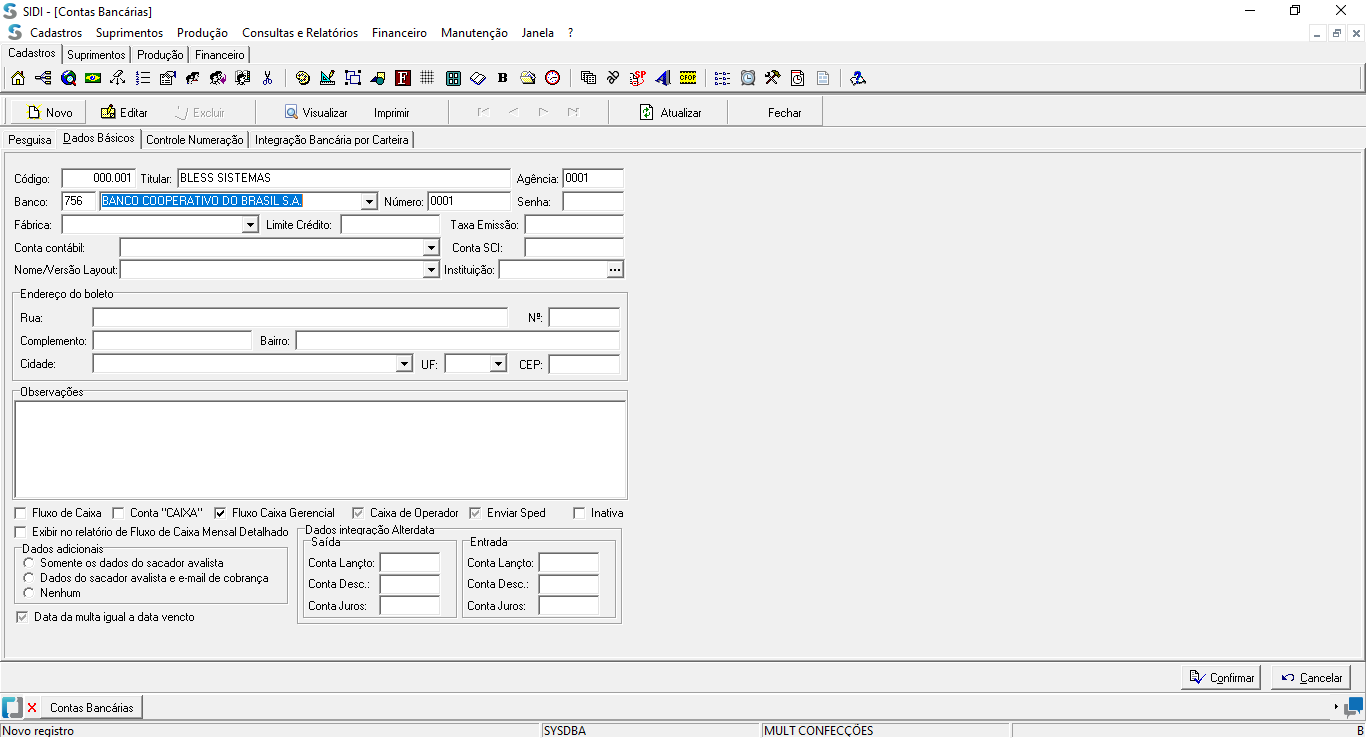 SIDI - [Contas Bancárias]
Cadastros Suprimentos Produção Consultas e Relatórios Financeiro Manutenção Janela ?
Cadastros Suprimentos Produção Financeiro
Novo Editar Excluir Visualizar Imprimir Atualizar Fechar
Pesquisa Dados Básicos Controle Numeração Integração Bancária por Carteira
Código: 000.001 Titular: BLESS SISTEMAS Agência: 0001
Banco: 756 BANCO COOPERATIVO DO BRASIL S.A. Número: 0001 Senha:
Fábrica: Limite Crédito: Taxa Emissão:
Conta contábil: Conta SCI:
Nome/Versão Layout: Instituição: ...
Endereço do boleto
Rua: Nº:
Complemento: Bairro:
Cidade: UF: CEP:
Observações
Fluxo de Caixa Conta "CAIXA" Fluxo Caixa Gerencial Caixa de Operador Enviar Sped Inativa
Exibir no relatório de Fluxo de Caixa Mensal Detalhado
Dados adicionais
Somente os dados do sacador avalista
Dados do sacador avalista e e-mail de cobrança
Nenhum
Data da multa igual a data vencto
Dados integração Alterdata
Saída
Conta Lançto:
Conta Desc.:
Conta Juros:
Entrada
Conta Lançto:
Conta Desc.:
Conta Juros:
Confirmar Cancelar
Contas Bancárias
Novo registro SYSDBA MULT CONFECÇÕES B